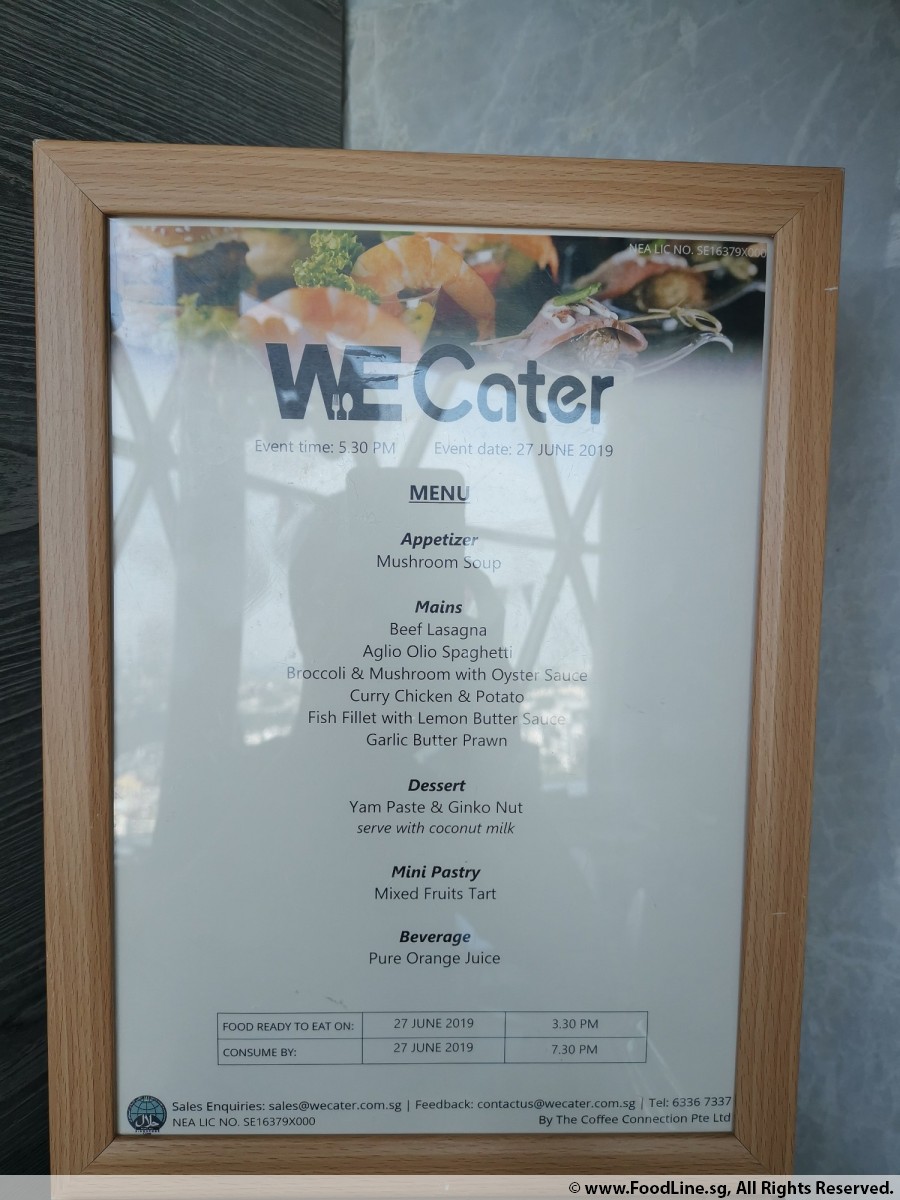 NEA LIC NO. SE16379X000
WE Cater
Event time: 5.30 PM Event date: 27 JUNE 2019
MENU
Appetizer
Mushroom Soup
Mains
Beef Lasagna
Aglio Olio Spaghetti
Broccoli & Mushroom with Oyster Sauce
Curry Chicken & Potato
Fish Fillet with Lemon Butter Sauce
Garlic Butter Prawn
Dessert
Yam Paste & Ginko Nut
serve with coconut milk
Mini Pastry
Mixed Fruits Tart
Beverage
Pure Orange Juice
FOOD READY TO EAT ON: 27 JUNE 2019 3.30 PM
CONSUME BY: 27 JUNE 2019 7.30 PM
Sales Enquiries: sales@wecater.com.sg | Feedback: contactus@wecater.com.sg | Tel: 6336 7337
NEA LIC NO. SE16379X000 By The Coffee Connection Pte Ltd
© www.FoodLine.sg, All Rights Reserved.